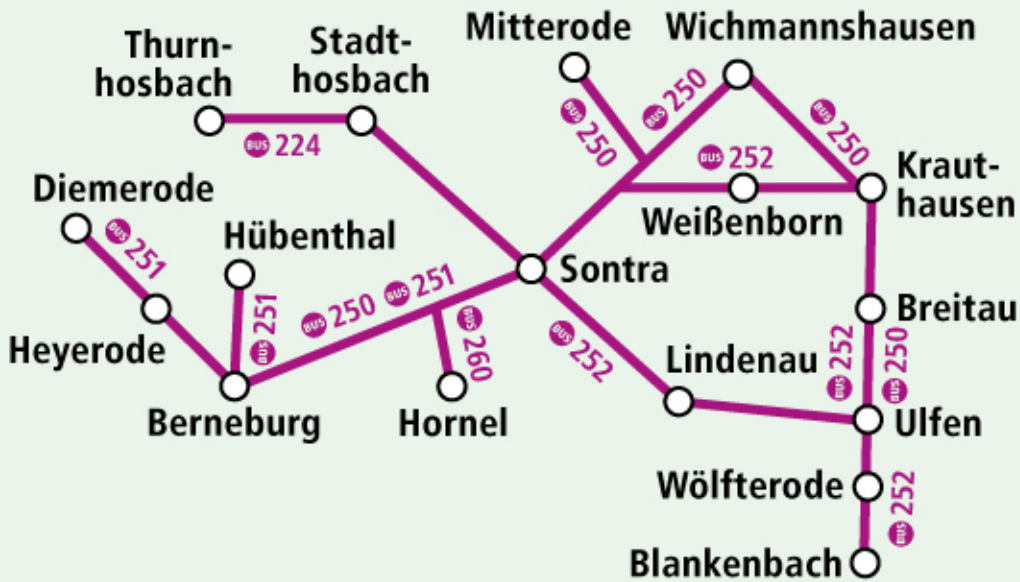 Thurn-
hosbach
Stadt-
hosbach
Mitterode
Wichmannshausen
BUS 224
BUS 250
BUS 250
BUS 250
BUS 252
Kraut-
hausen
Weißenborn
Diemerode
BUS 251
Hübenthal
BUS 251
BUS 250
BUS 251
Sontra
Heyerode
Berneburg
BUS 260
Hornel
BUS 252
Lindenau
Breitau
BUS 252
BUS 250
Ulfen
Wölfterode
BUS 252
Blankenbach